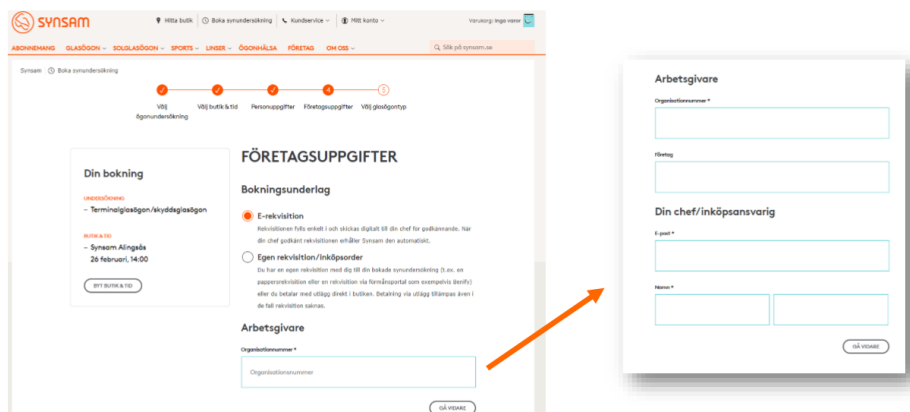 SYNSAM
Hitta butik
Boka synundersökning
Kundservice
Mitt konto
Varukorg: Inga varor
ABONNEMANG GLASÖGON SOLGLASÖGON SPORTS LINSER ÖGONHÄLSA FÖRETAG OM OSS
Sök på synsam.se
Synsam Boka synundersökning
4 5
Välj ögonundersökning
Välj butik & tid
Personuppgifter
Företagsuppgifter
Välj glasögontyp
Din bokning
UNDERSÖKNING
– Terminalglasögon/skyddsglasögon
BUTIK & TID
– Synsam Alingsås
26 februari, 14:00
BYT BUTIK & TID
FÖRETAGSUPPGIFTER
Bokningsunderlag
E-rekvisition
Rekvisitionen fylls enkelt i och skickas digitalt till din chef för godkännande. När
din chef godkänt rekvisitionen erhåller Synsam den automatiskt.
Egen rekvisition/inköpsorder
Du har en egen rekvisition med dig till din bokade synundersökning (t.ex. en
pappersrekvisition eller en rekvisition via förmånsportal som exempelvis Benify)
eller du betalar med utlägg direkt i butiken. Betalning via utlägg tillämpas även i
de fall rekvisition saknas.
Arbetsgivare
Organisationsnummer *
Organisationsnummer
GÅ VIDARE
Arbetsgivare
Organisationsnummer *
Företag
Din chef/inköpsansvarig
E-post *
Namn *
GÅ VIDARE